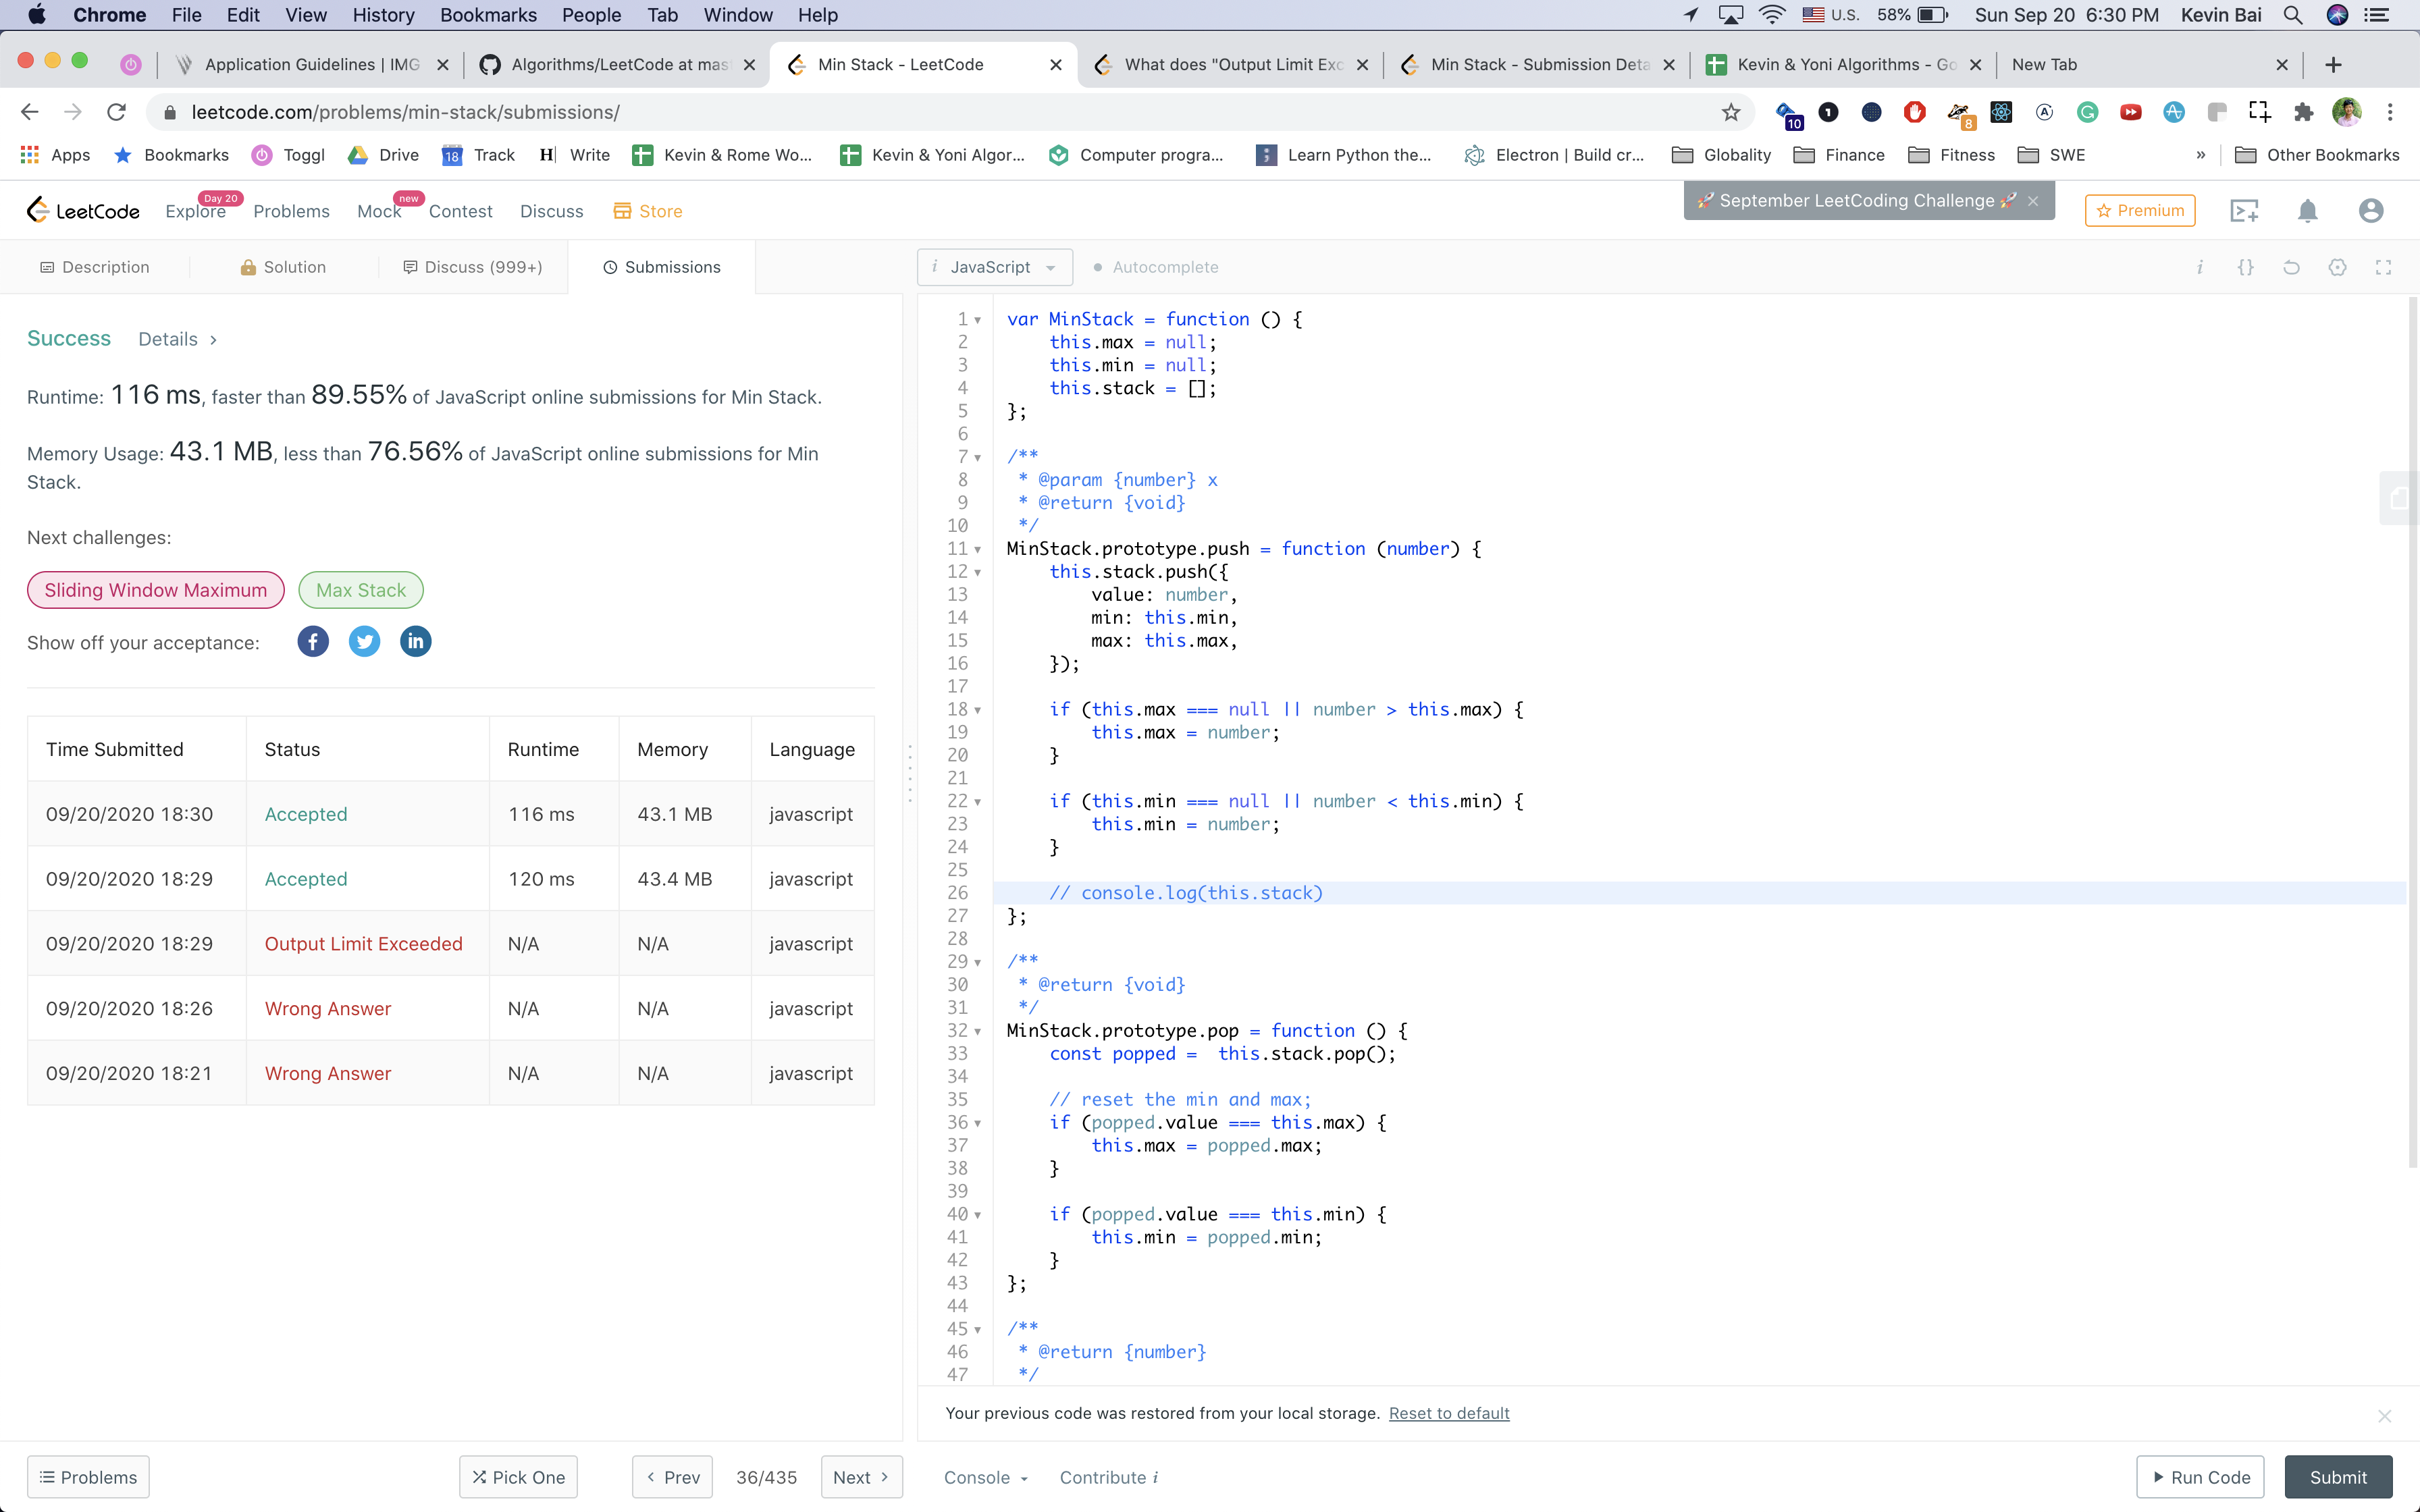 Chrome File Edit View History Bookmarks People Tab Window Help U.S. 58% Sun Sep 20 6:30 PM Kevin Bai
Application Guidelines | IMG Algorithms/LeetCode at mas Min Stack - LeetCode What does "Output Limit Exc Min Stack - Submission Deta Kevin & Yoni Algorithms - Go New Tab
leetcode.com/problems/min-stack/submissions/ 10 8
Apps Bookmarks Toggl Drive 18 Track H Write Kevin & Rome Wo... Kevin & Yoni Algor... Computer progra... Learn Python the... Electron | Build cr... Globality Finance Fitness SWE » Other Bookmarks
LeetCode Explore Day 20 Problems Mock new Contest Discuss Store 🚀 September LeetCoding Challenge 🚀 Premium
Description Solution Discuss (999+) Submissions
i JavaScript Autocomplete i {}
Success Details >
Runtime: 116 ms, faster than 89.55% of JavaScript online submissions for Min Stack.
Memory Usage: 43.1 MB, less than 76.56% of JavaScript online submissions for Min
Stack.
Next challenges:
Sliding Window Maximum Max Stack
Show off your acceptance: f in
Time Submitted Status Runtime Memory Language
09/20/2020 18:30 Accepted 116 ms 43.1 MB javascript
09/20/2020 18:29 Accepted 120 ms 43.4 MB javascript
09/20/2020 18:29 Output Limit Exceeded N/A N/A javascript
09/20/2020 18:26 Wrong Answer N/A N/A javascript
09/20/2020 18:21 Wrong Answer N/A N/A javascript
1 var MinStack = function () {
2 this.max = null;
3 this.min = null;
4 this.stack = [];
5 };
6
7 /**
8 * @param {number} x
9 * @return {void}
10 */
11 MinStack.prototype.push = function (number) {
12 this.stack.push({
13 value: number,
14 min: this.min,
15 max: this.max,
16 });
17
18 if (this.max === null || number > this.max) {
19 this.max = number;
20 }
21
22 if (this.min === null || number < this.min) {
23 this.min = number;
24 }
25
26 // console.log(this.stack)
27 };
28
29 /**
30 * @return {void}
31 */
32 MinStack.prototype.pop = function () {
33 const popped =  this.stack.pop();
34
35 // reset the min and max;
36 if (popped.value === this.max) {
37 this.max = popped.max;
38 }
39
40 if (popped.value === this.min) {
41 this.min = popped.min;
42 }
43 };
44
45 /**
46 * @return {number}
47 */
Your previous code was restored from your local storage. Reset to default
Problems Pick One < Prev 36/435 Next > Console Contribute i Run Code Submit